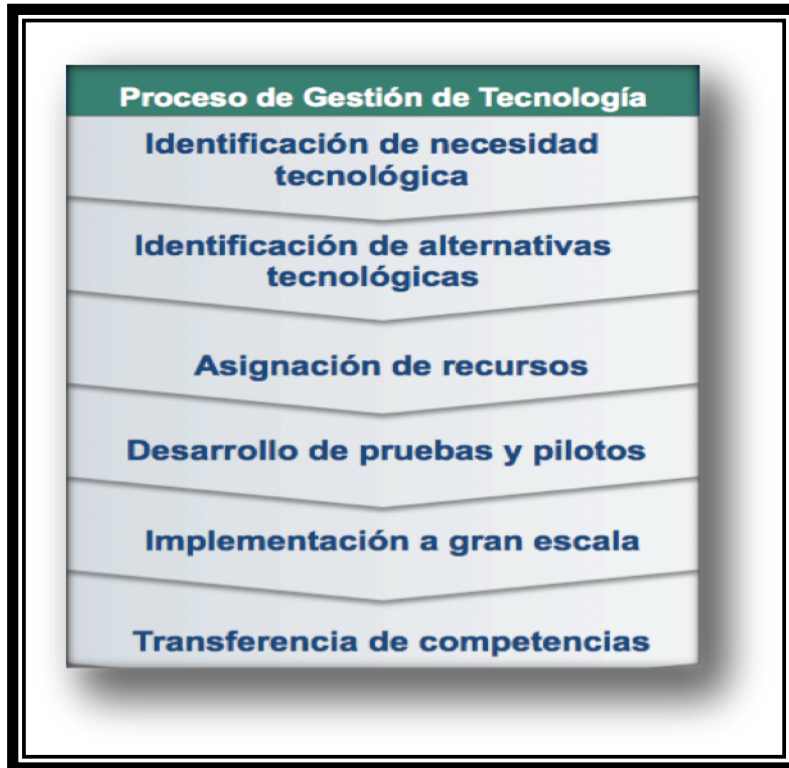 Proceso de Gestión de Tecnología
Identificación de necesidad
tecnológica
Identificación de alternativas
tecnológicas
Asignación de recursos
Desarrollo de pruebas y pilotos
Implementación a gran escala
Transferencia de competencias